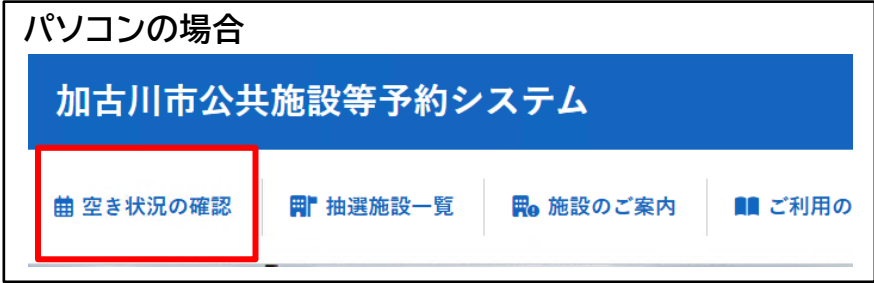 パソコンの場合
加古川市公共施設等予約システム
空き状況の確認 抽選施設一覧 施設のご案内 ご利用の